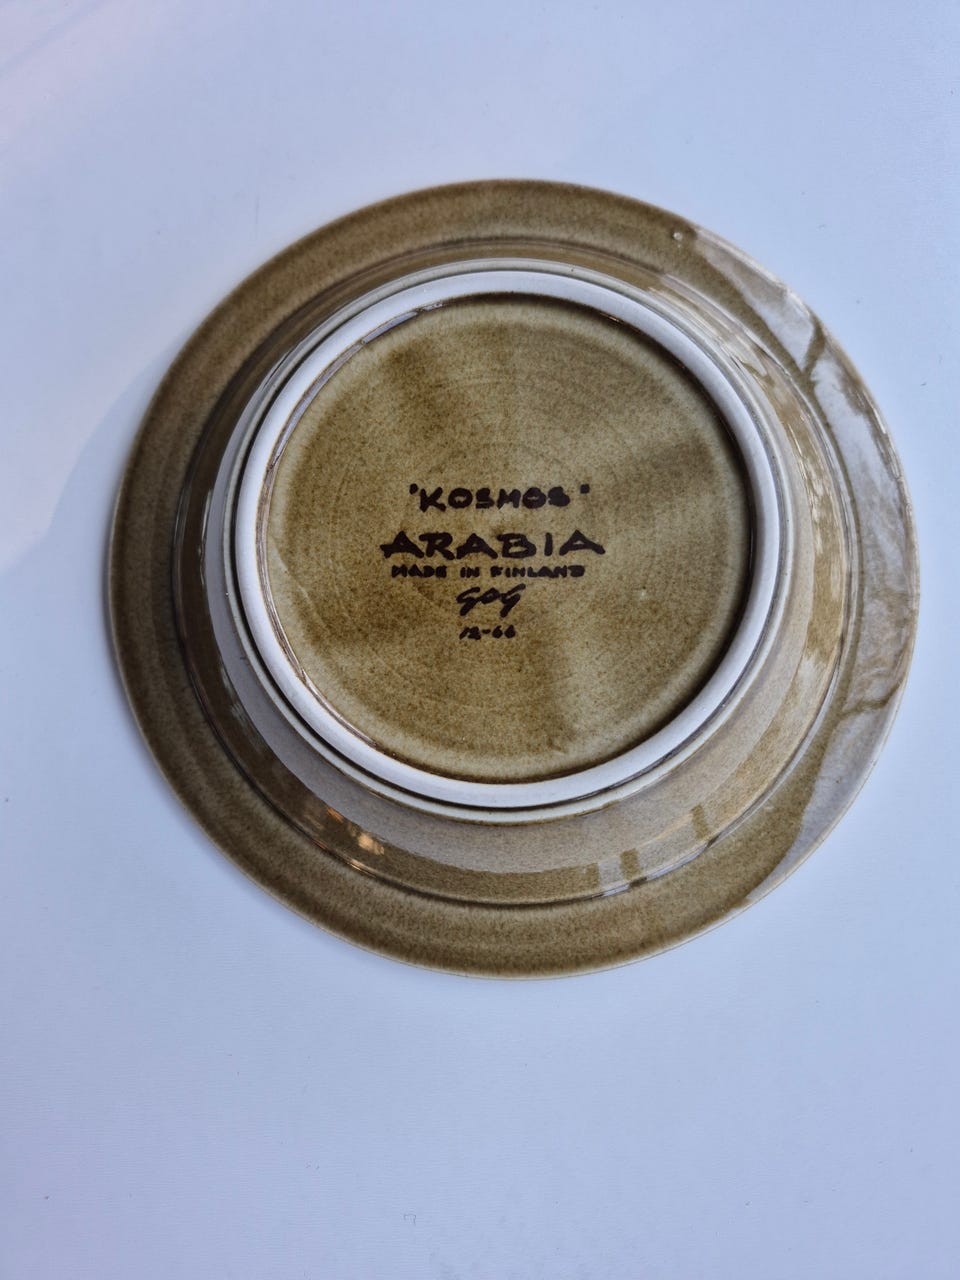 "KOSMOS"
ARABIA
MADE IN FINLAND
GOG
12-66